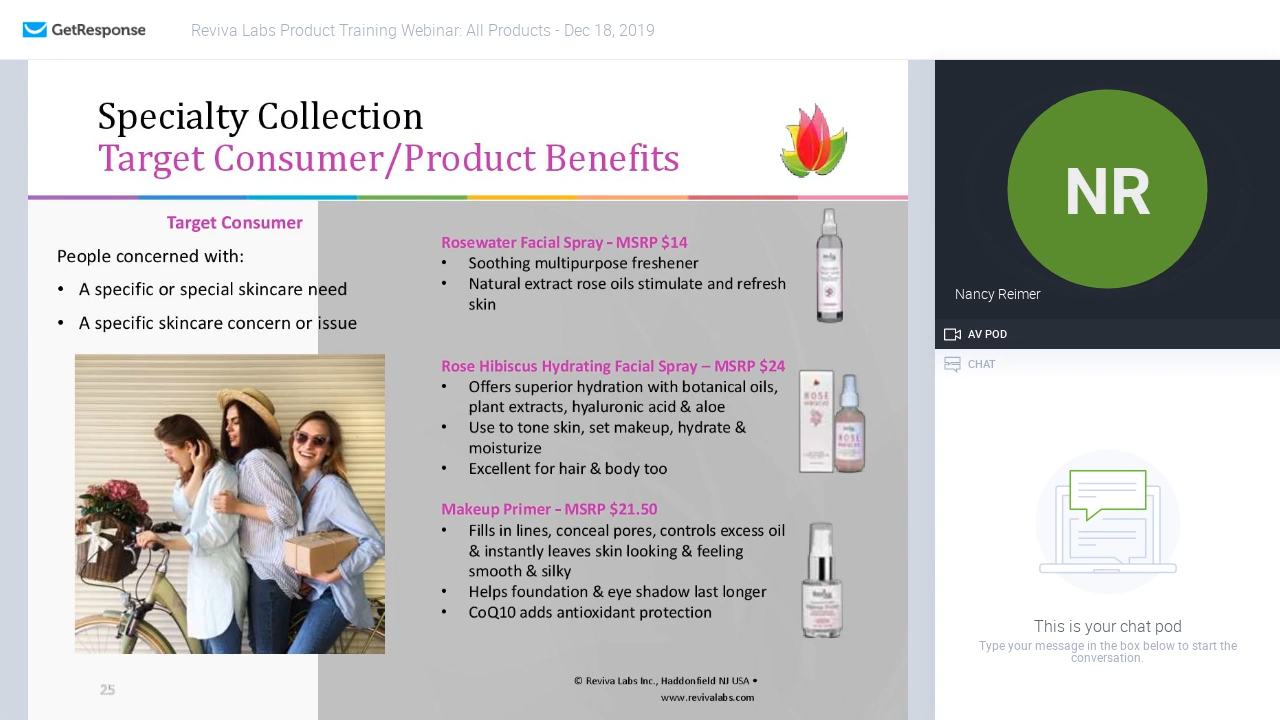 GetResponse
Reviva Labs Product Training Webinar: All Products - Dec 18, 2019
Specialty Collection
Target Consumer/Product Benefits
Target Consumer
People concerned with:
• A specific or special skincare need
• A specific skincare concern or issue
Rosewater Facial Spray - MSRP $14
• Soothing multipurpose freshener
• Natural extract rose oils stimulate and refresh
skin
Rose Hibiscus Hydrating Facial Spray – MSRP $24
• Offers superior hydration with botanical oils,
plant extracts, hyaluronic acid & aloe
• Use to tone skin, set makeup, hydrate &
moisturize
• Excellent for hair & body too
ROSE
HIBISCUS
ROSE
Makeup Primer - MSRP $21.50
• Fills in lines, conceal pores, controls excess oil
& instantly leaves skin looking & feeling
smooth & silky
• Helps foundation & eye shadow last longer
• CoQ10 adds antioxidant protection
Reviva
25
© Reviva Labs Inc., Haddonfield NJ USA •
www.revivalabs.com
NR
Nancy Reimer
AV POD
CHAT
This is your chat pod
Type your message in the box below to start the
conversation.